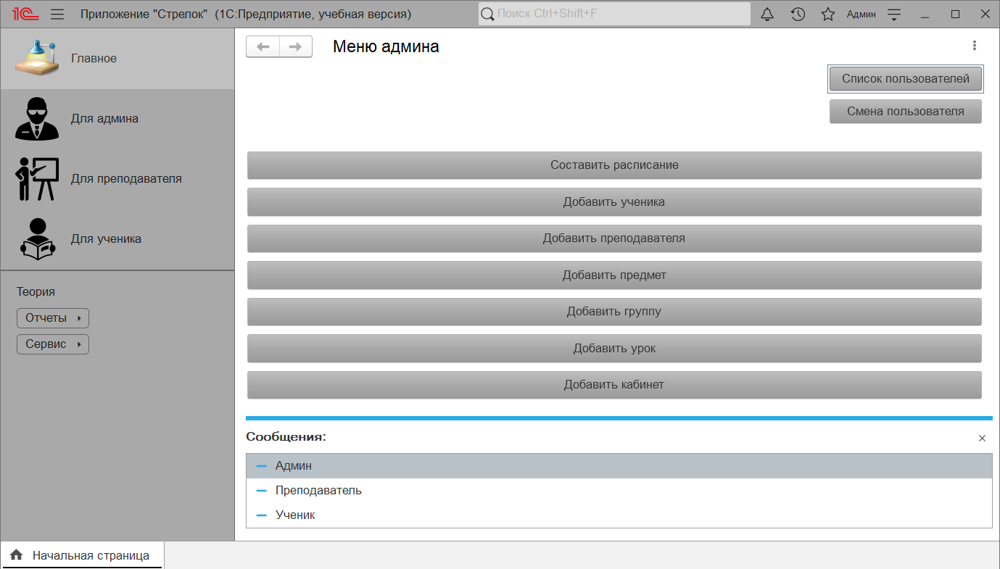 1С Приложение "Стрелок" (1С:Предприятие, учебная версия) Поиск Ctrl+Shift+F Админ
Главное
Для админа
Для преподавателя
Для ученика
Теория
Отчеты
Сервис
Меню админа
Список пользователей
Смена пользователя
Составить расписание
Добавить ученика
Добавить преподавателя
Добавить предмет
Добавить группу
Добавить урок
Добавить кабинет
Сообщения:
Админ
Преподаватель
Ученик
Начальная страница